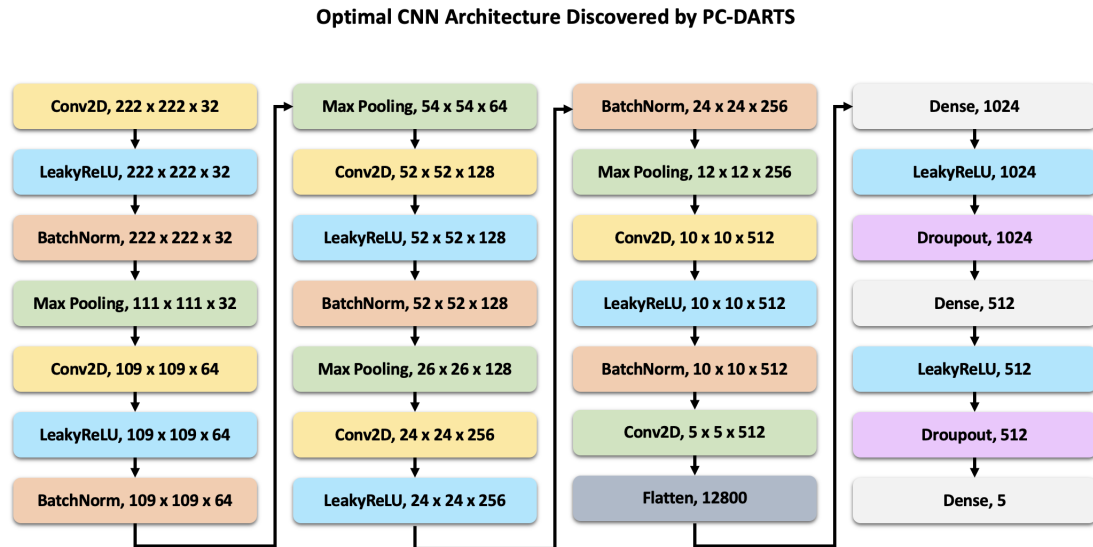 Optimal CNN Architecture Discovered by PC-DARTS
Conv2D, 222 x 222 x 32
LeakyReLU, 222 x 222 x 32
BatchNorm, 222 x 222 x 32
Max Pooling, 111 x 111 x 32
Conv2D, 109 x 109 x 64
LeakyReLU, 109 x 109 x 64
BatchNorm, 109 x 109 x 64
Max Pooling, 54 x 54 x 64
Conv2D, 52 x 52 x 128
LeakyReLU, 52 x 52 x 128
BatchNorm, 52 x 52 x 128
Max Pooling, 26 x 26 x 128
Conv2D, 24 x 24 x 256
LeakyReLU, 24 x 24 x 256
BatchNorm, 24 x 24 x 256
Max Pooling, 12 x 12 x 256
Conv2D, 10 x 10 x 512
LeakyReLU, 10 x 10 x 512
BatchNorm, 10 x 10 x 512
Conv2D, 5 x 5 x 512
Flatten, 12800
Dense, 1024
LeakyReLU, 1024
Droupout, 1024
Dense, 512
LeakyReLU, 512
Droupout, 512
Dense, 5